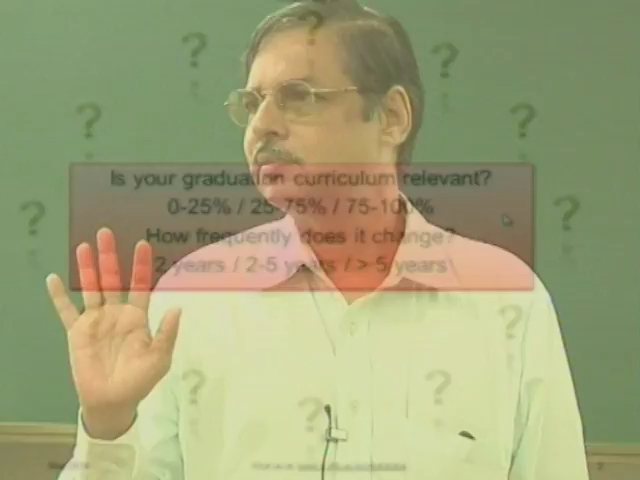 Is your graduation curriculum relevant?
0-25% / 25-75% / 75-100%
How frequently does it change?
2 years / 2-5 years / > 5 years